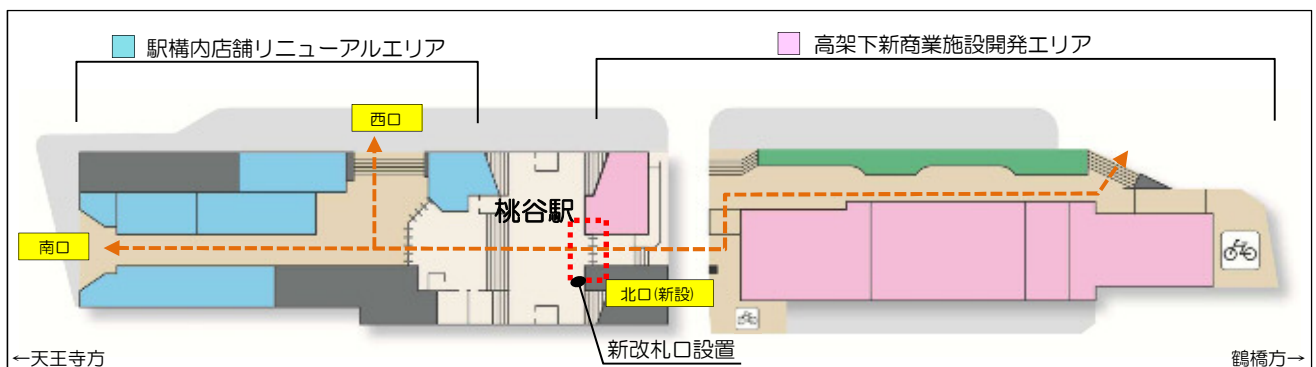 駅構内店舗リニューアルエリア
高架下新商業施設開発エリア
西口
桃谷駅
南口
北口(新設)
新改札口設置
←天王寺方
鶴橋方→